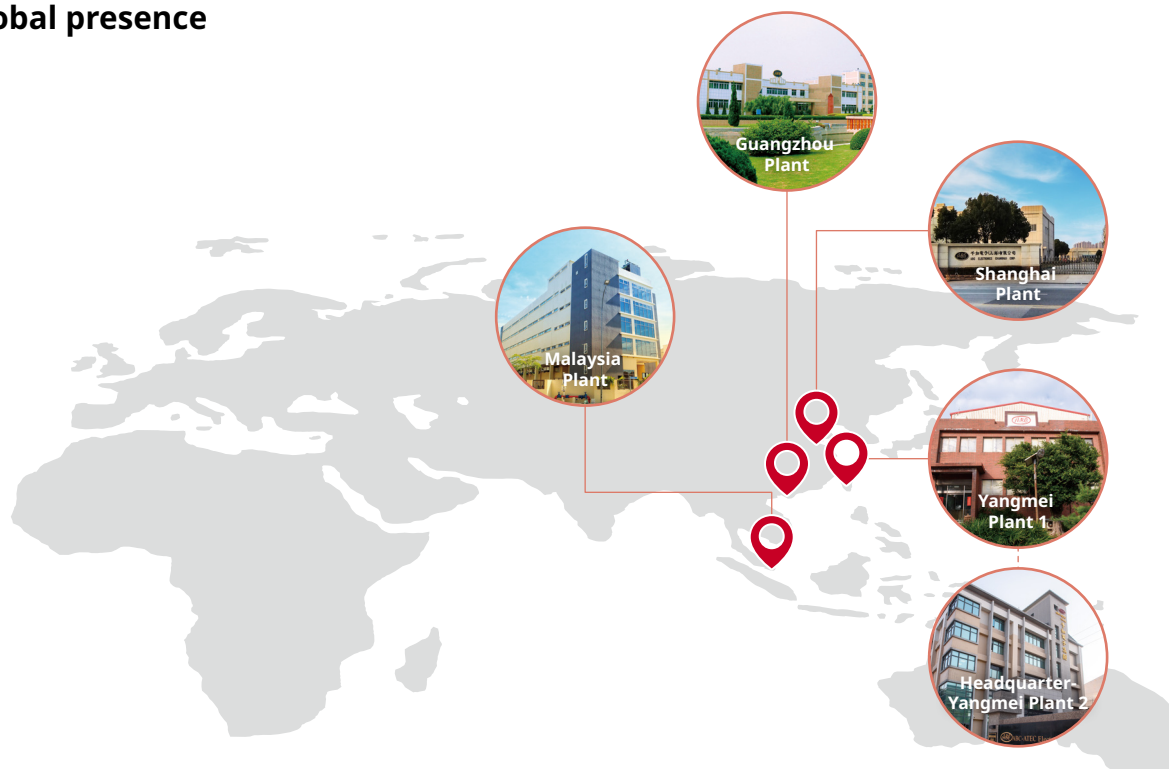 obal presence
Guangzhou
Plant
Shanghai
Plant
Malaysia
Plant
Yangmei
Plant 1
Headquarter-
Yangmei Plant 2